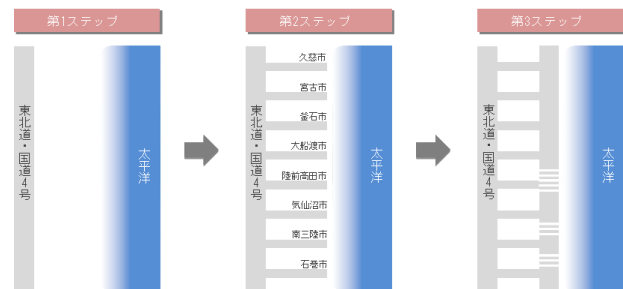 第1ステップ
東北道・国道4号
太平洋
第2ステップ
東北道・国道4号
久慈市
宮古市
釜石市
大船渡市
陸前高田市
気仙沼市
南三陸市
石巻市
太平洋
第3ステップ
東北道・国道4号
太平洋